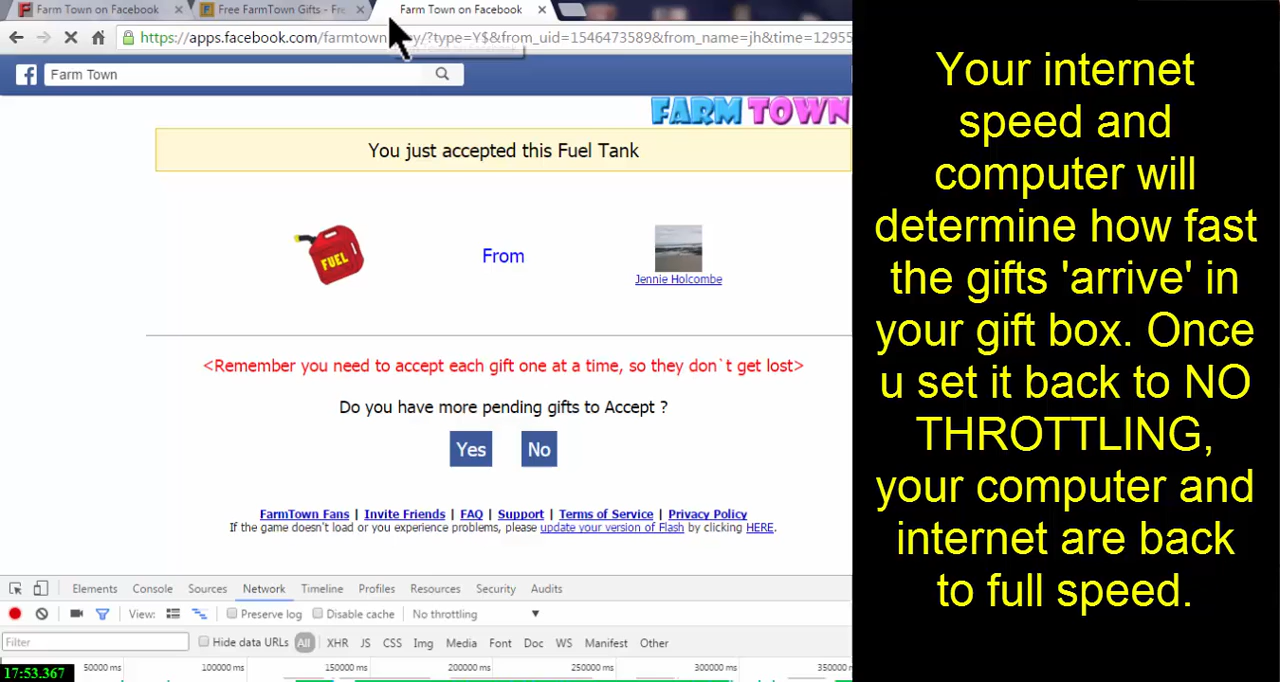 Farm Town on Facebook
Free FarmTown Gifts - Fre
Farm Town on Facebook
https://apps.facebook.com/farmtown y/?type=Y$&from_uid=1546473589&from_name=jh&time=12955
Farm Town
FARM TOWN
You just accepted this Fuel Tank
FUEL
From
Jennie Holcombe
<Remember you need to accept each gift one at a time, so they don`t get lost>
Do you have more pending gifts to Accept ?
Yes No
FarmTown Fans | Invite Friends | FAQ | Support | Terms of Service | Privacy Policy
If the game doesn't load or you experience problems, please update your version of Flash by clicking HERE.
Elements Console Sources Network Timeline Profiles Resources Security Audits
View: Preserve log Disable cache No throttling
Filter Hide data URLs All XHR JS CSS Img Media Font Doc WS Manifest Other
50000 ms 100000 ms 150000 ms 200000 ms 250000 ms 300000 ms 350000
17:53.367
Your internet
speed and
computer will
determine how fast
the gifts 'arrive' in
your gift box. Once
u set it back to NO
THROTTLING,
your computer and
internet are back
to full speed.